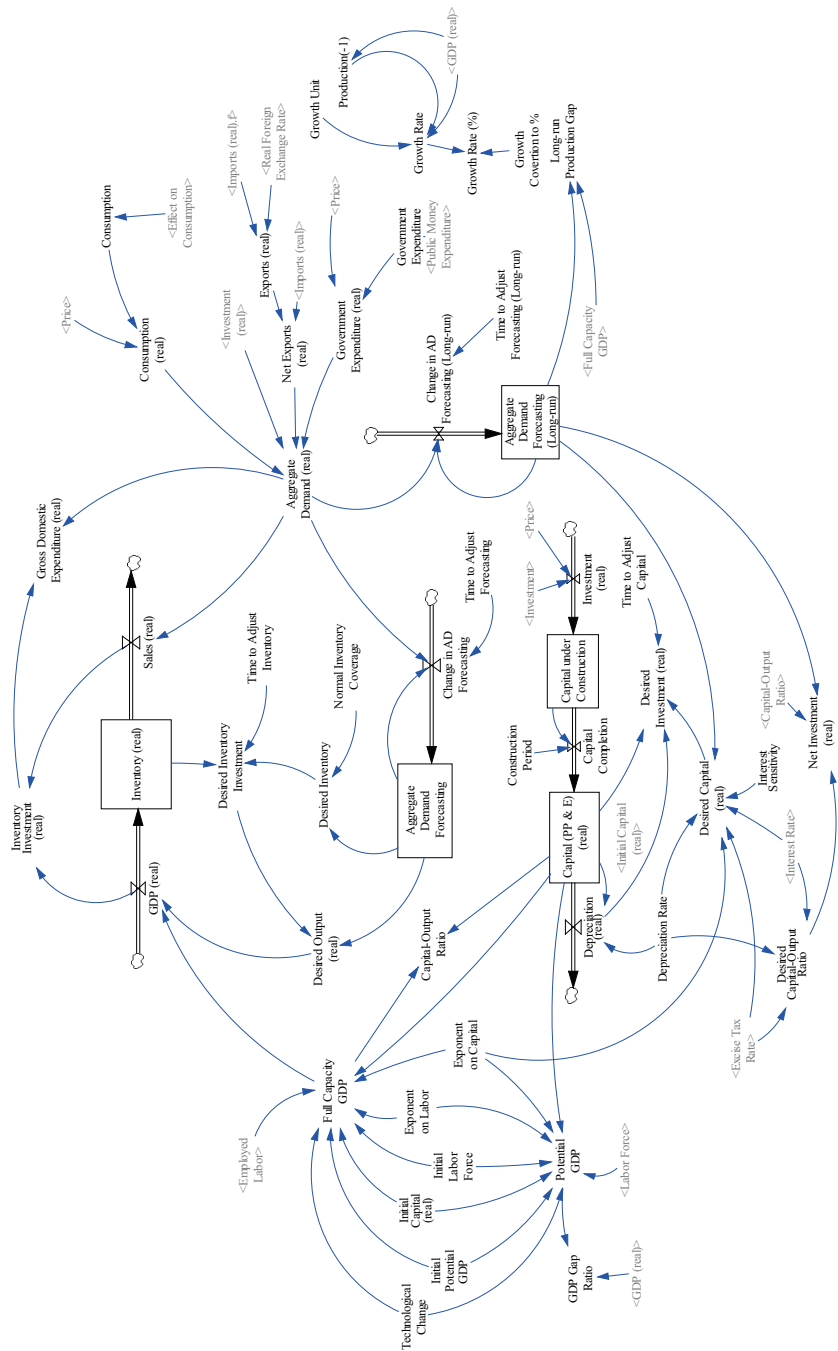 Inventory
Investment
(real)
Gross Domestic
Expenditure (real)
<Price>
Consumption
<Effect on
Consumption>
GDP (real)
Inventory (real)
Sales (real)
Consumption
(real)
<Employed
Labor>
Desired Inventory
Investment
Time to Adjust
Inventory
<Investment
(real)>
<Imports (real).f>
<Real Foreign
Exchange Rate>
Exports (real)
<Imports (real)>
Net Exports
(real)
Aggregate
Demand (real)
Full Capacity
GDP
Desired Output
(real)
Desired Inventory
Normal Inventory
Coverage
Growth Unit
Production(-1)
<Price>
Government
Expenditure (real)
Government
Expenditure
<Public Money
Expenditure>
<GDP (real)>
Growth Rate
Growth Rate (%)
Growth
Covertion to %
Technological
Change
Initial
Potential
GDP
Initial
Capital
(real)
Initial
Labor
Force
Exponent
on Labor
Exponent
on Capital
Capital-Output
Ratio
Aggregate
Demand
Forecasting
Change in AD
Forecasting
Time to Adjust
Forecasting
Change in AD
Forecasting (Long-run)
Time to Adjust
Forecasting (Long-run)
Aggregate
Demand
Forecasting
(Long-run)
Long-run
Production Gap
<Full Capacity
GDP>
Construction
Period
<Investment>
<Price>
Potential
GDP
GDP Gap
Ratio
<GDP (real)>
<Labor Force>
Depreciation
(real)
Capital (PP & E)
(real)
Capital
Completion
Capital under
Construction
Investment
(real)
<Initial Capital
(real)>
Desired
Investment (real)
Time to Adjust
Capital
Depreciation Rate
Desired Capital
(real)
Interest
Sensitivity
<Excise Tax
Rate>
Desired
Capital-Output
Ratio
<Interest Rate>
<Capital-Output
Ratio>
Net Investment
(real)